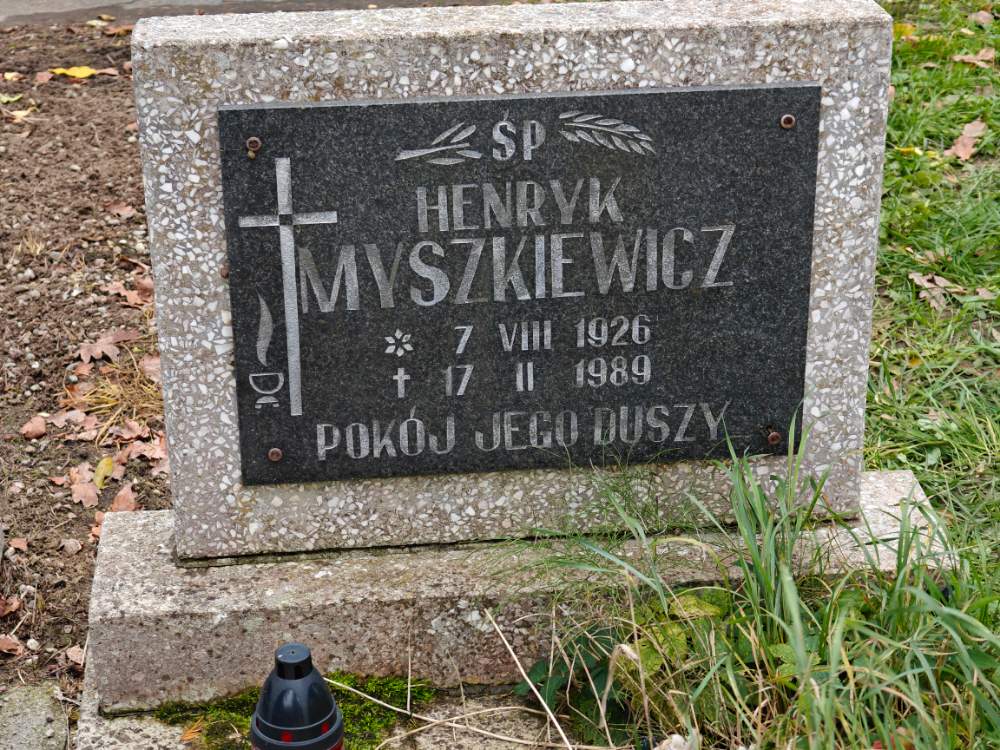 ŚP
HENRYK
MYSZKIEWICZ
7 VIII 1926
17 II 1989
POKÓJ JEGO DUSZY